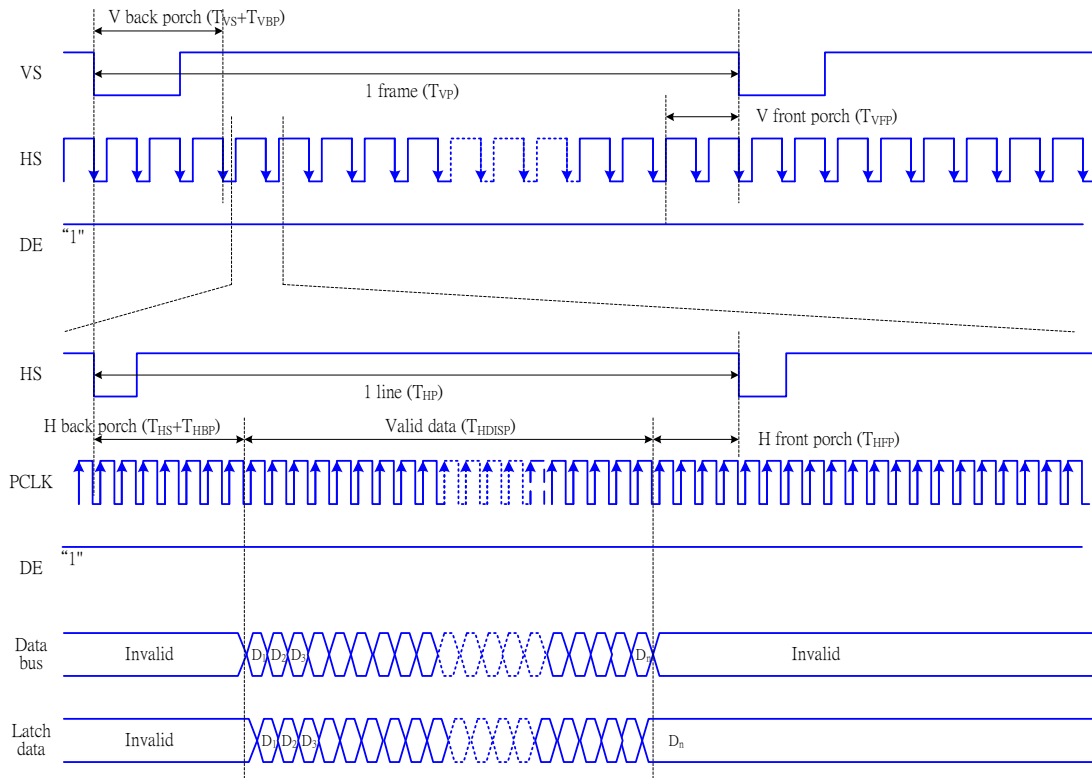 V back porch (TVS+TVBP)
VS
1 frame (TVP)
V front porch (TVFP)
HS
DE
“1"
HS
1 line (THP)
H back porch (THS+THBP)
Valid data (THDISP)
H front porch (THFP)
PCLK
DE
“1"
Data
bus
Invalid
D1 D2 D3
Dn
Invalid
Latch
data
Invalid
D1 D2 D3
Dn